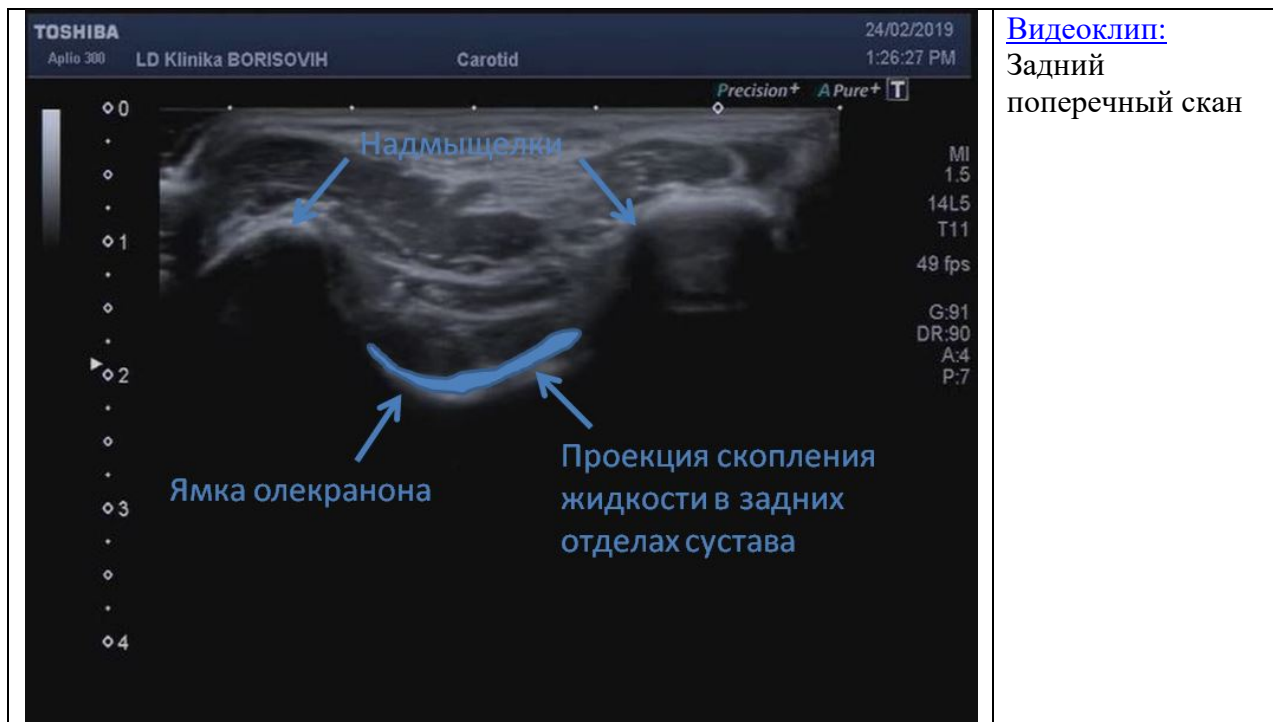 TOSHIBA
Aplio 300
LD Klinika BORISOVIH
Carotid
24/02/2019
1:26:27 PM
Precision+ APure+ T
0
1
2
3
4
MI
1.5
14L5
T11
49 fps
G:91
DR:90
A:4
P:7
Надмыщелки
Ямка олекранона
Проекция скопления
жидкости в задних
отделах сустава
Видеоклип:
Задний
поперечный скан